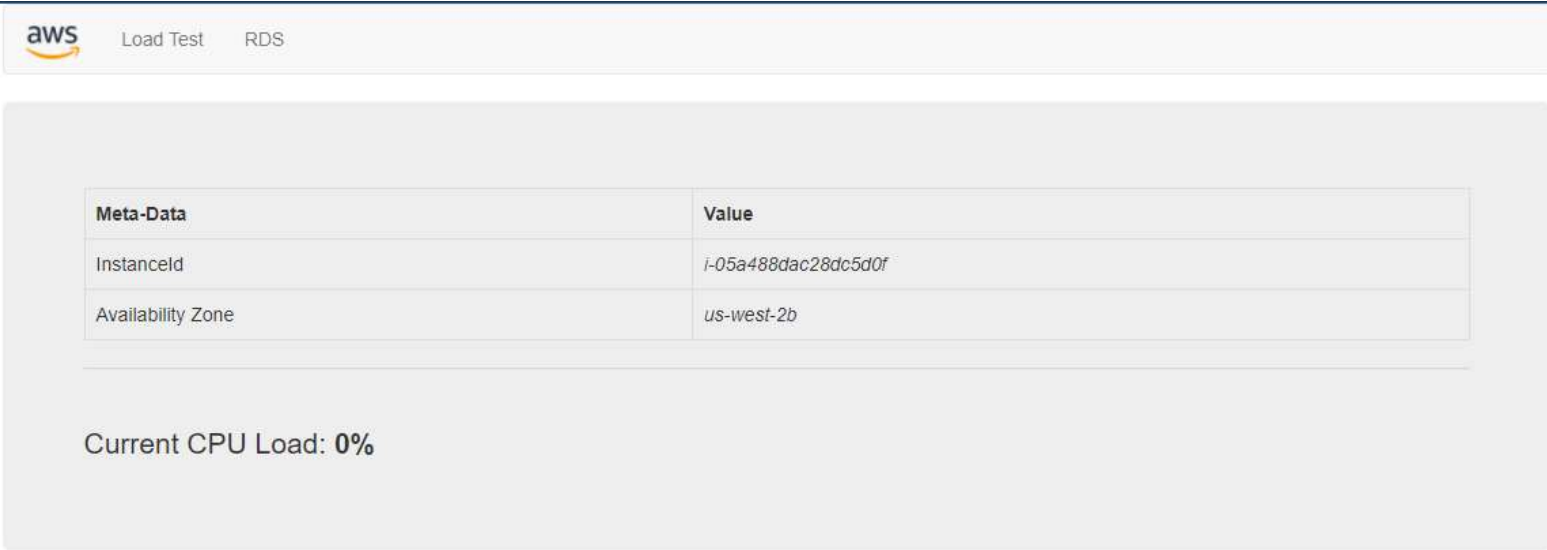 aws Load Test RDS
Meta-Data Value
InstanceId i-05a488dac28dc5d0f
Availability Zone us-west-2b
Current CPU Load: 0%